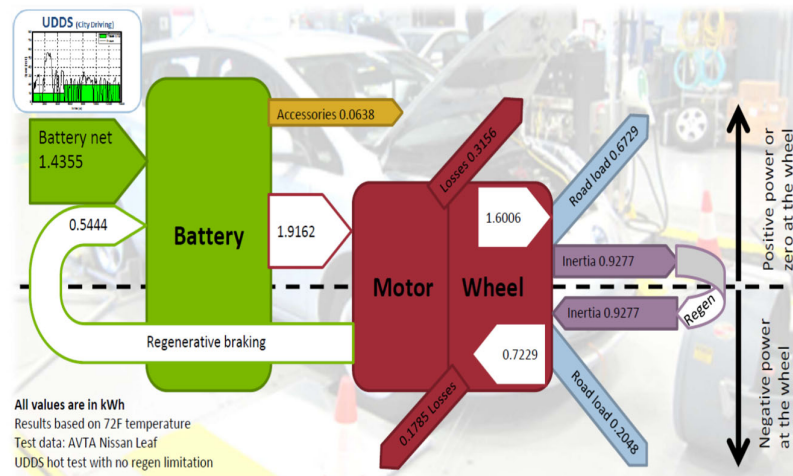 UDDS (City Driving)
Battery net
1.4355
Accessories 0.0638
Losses 0.3156
Road load 0.6729
Positive power or
zero at the wheel
0.5444
Battery
1.9162
1.6006
Inertia 0.9277
Motor
Wheel
Inertia 0.9277
Regen
Regenerative braking
0.7229
0.1785 Losses
Road load 0.2048
Negative power
at the wheel
All values are in kWh
Results based on 72F temperature
Test data: AVTA Nissan Leaf
UDDS hot test with no regen limitation